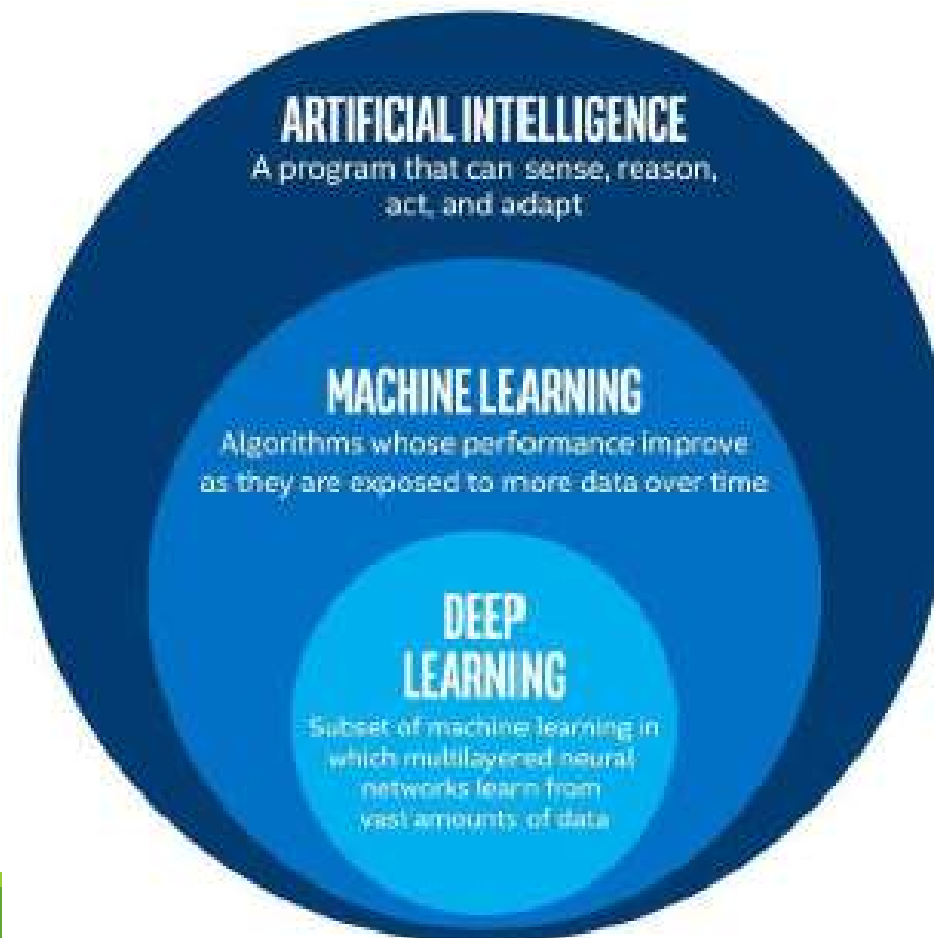 ARTIFICIAL INTELLIGENCE
A program that can sense, reason,
act, and adapt
MACHINE LEARNING
Algorithms whose performance improve
as they are exposed to more data over time
DEEP
LEARNING
Subset of machine learning in
which multilayered neural
networks learn from
vast amounts of data